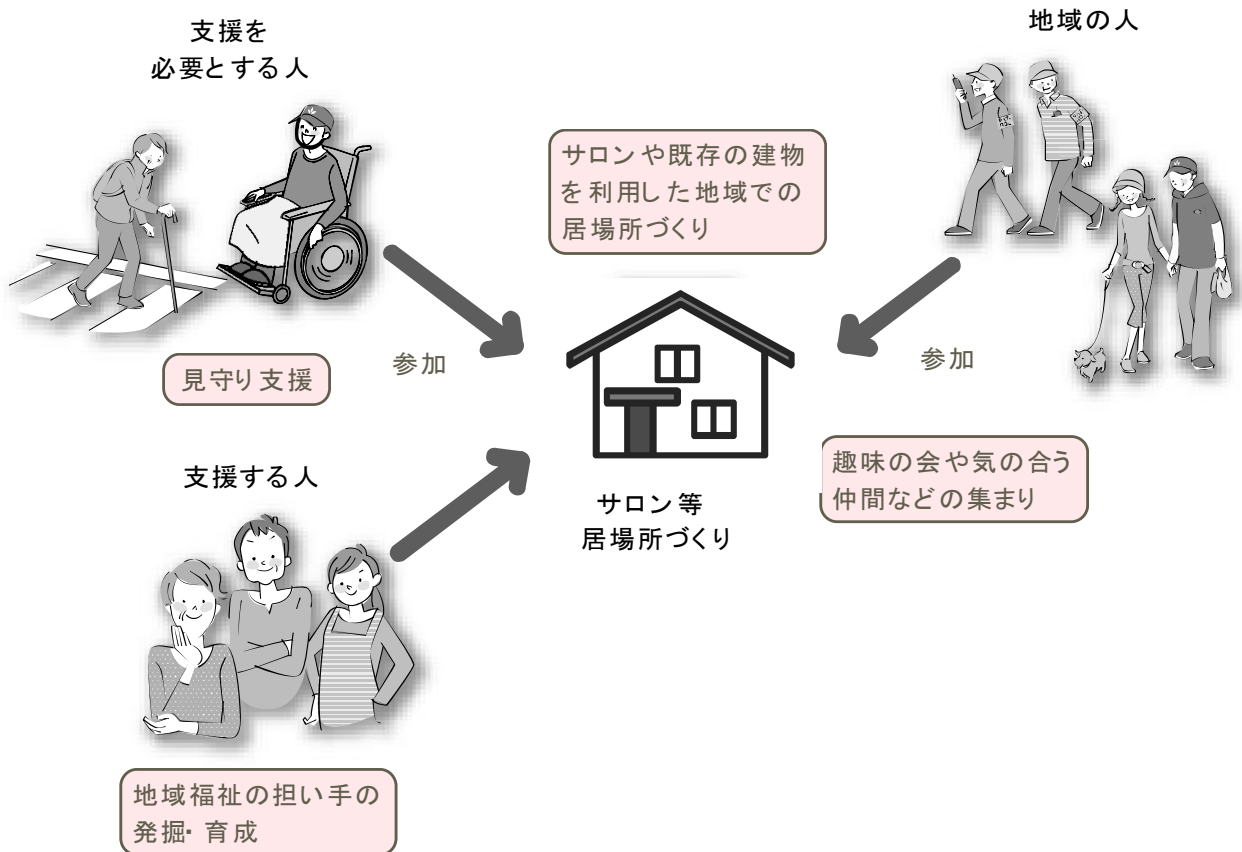 支援を
必要とする人
地域の人
サロンや既存の建物
を利用した地域での
居場所づくり
見守り支援
参加
参加
支援する人
サロン等
居場所づくり
趣味の会や気の合う
仲間などの集まり
地域福祉の担い手の
発掘・育成